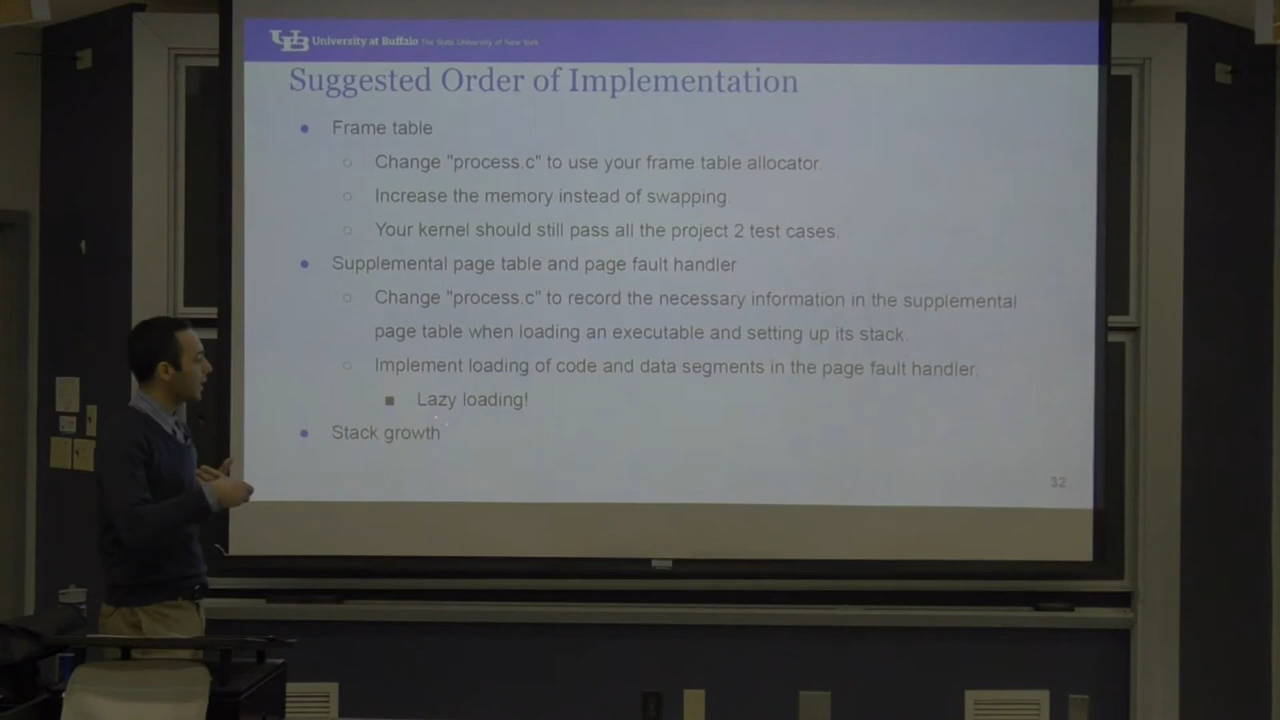 University at Buffalo The State University of New York
Suggested Order of Implementation
Frame table
Change "process.c" to use your frame table allocator.
Increase the memory instead of swapping.
Your kernel should still pass all the project 2 test cases.
Supplemental page table and page fault handler
Change "process.c" to record the necessary information in the supplemental
page table when loading an executable and setting up its stack.
Implement loading of code and data segments in the page fault handler.
Lazy loading!
Stack growth
32